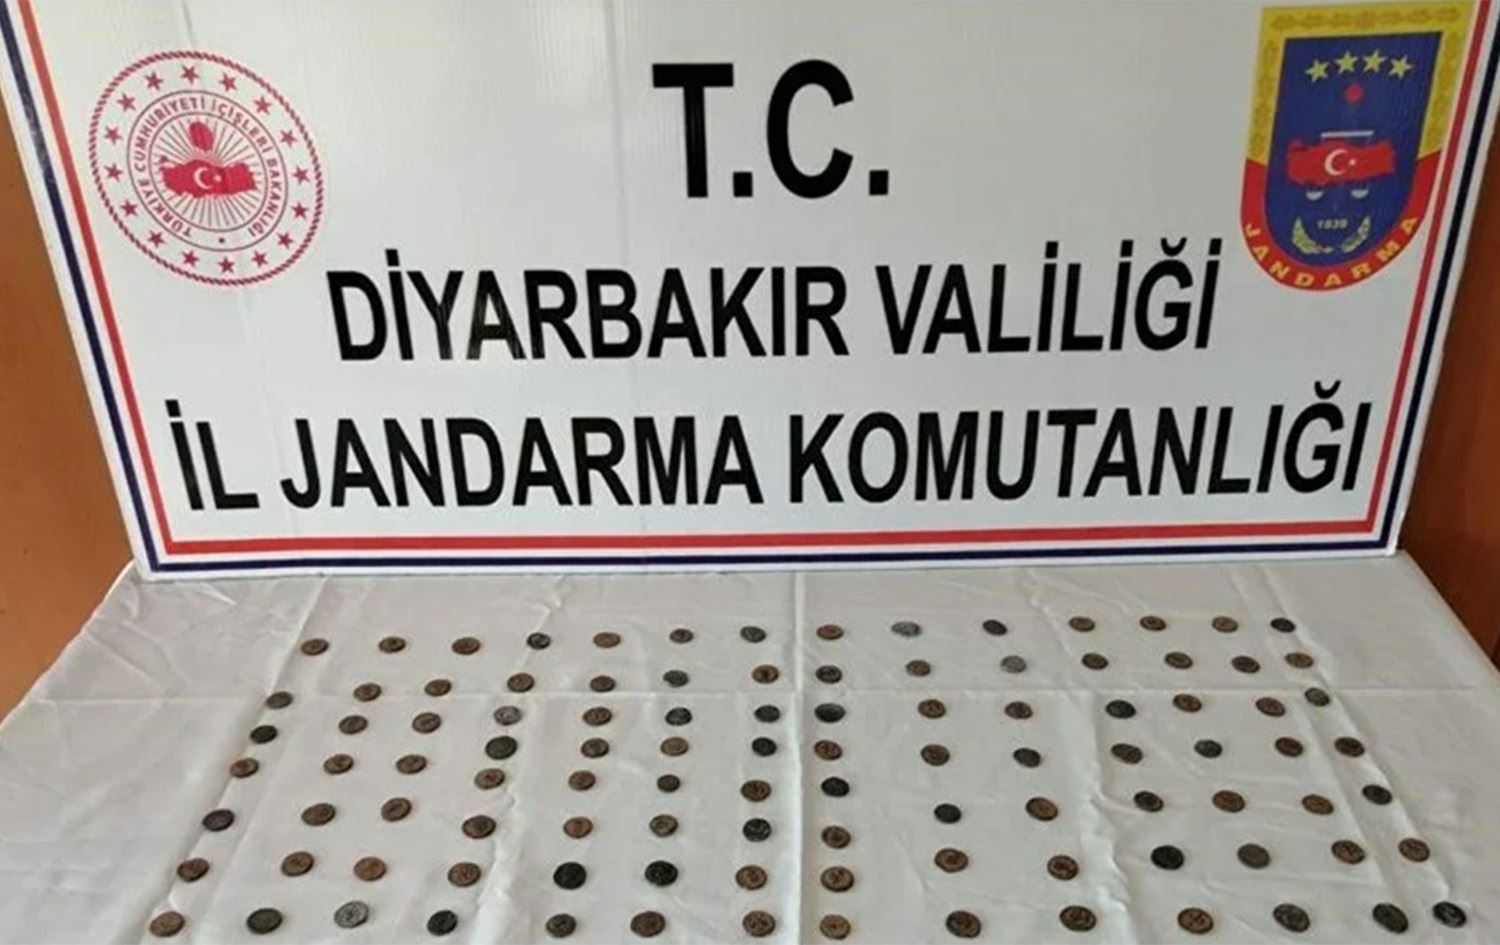 T.C.
DİYARBAKIR VALİLİĞİ
İL JANDARMA KOMUTANLIĞI
TÜRKİYE CUMHURİYETİ İÇİŞLERİ BAKANLIĞI
1839
JANDARMA